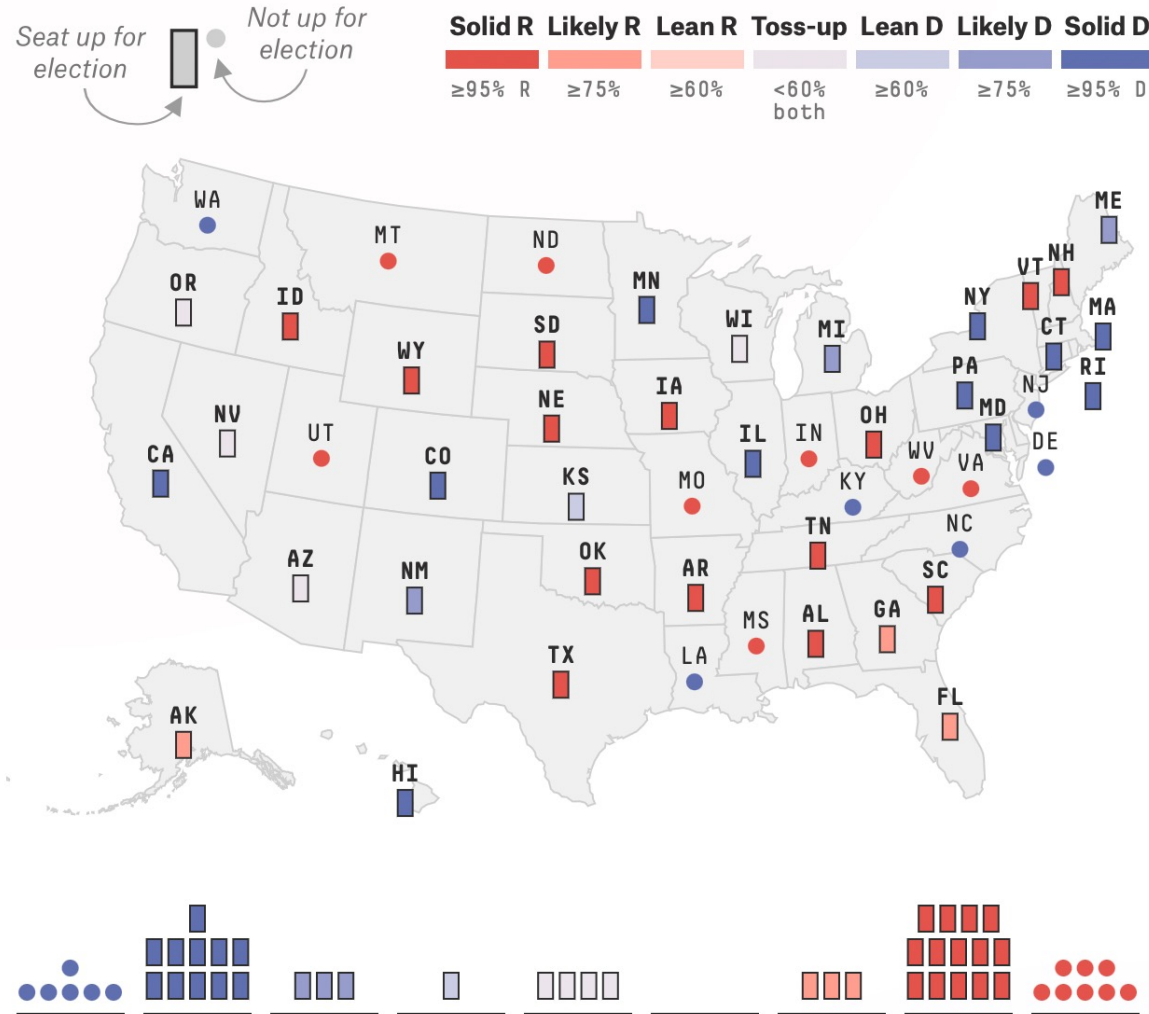 Seat up for
election
Not up for
election
Solid R Likely R Lean R Toss-up Lean D Likely D Solid D
≥95% R ≥75% ≥60% <60% ≥60% ≥75% ≥95% D
both
WA
MT
ND
ME
OR
ID
MN
VT NH
SD
WI
MI
NY
MA
CT
WY
IA
PA
RI
NE
NJ
NV
UT
OH
MD
CA
CO
IL
IN
DE
KS
MO
KY
WV
VA
NC
TN
AZ
NM
OK
AR
SC
MS
AL
GA
TX
LA
FL
AK
HI